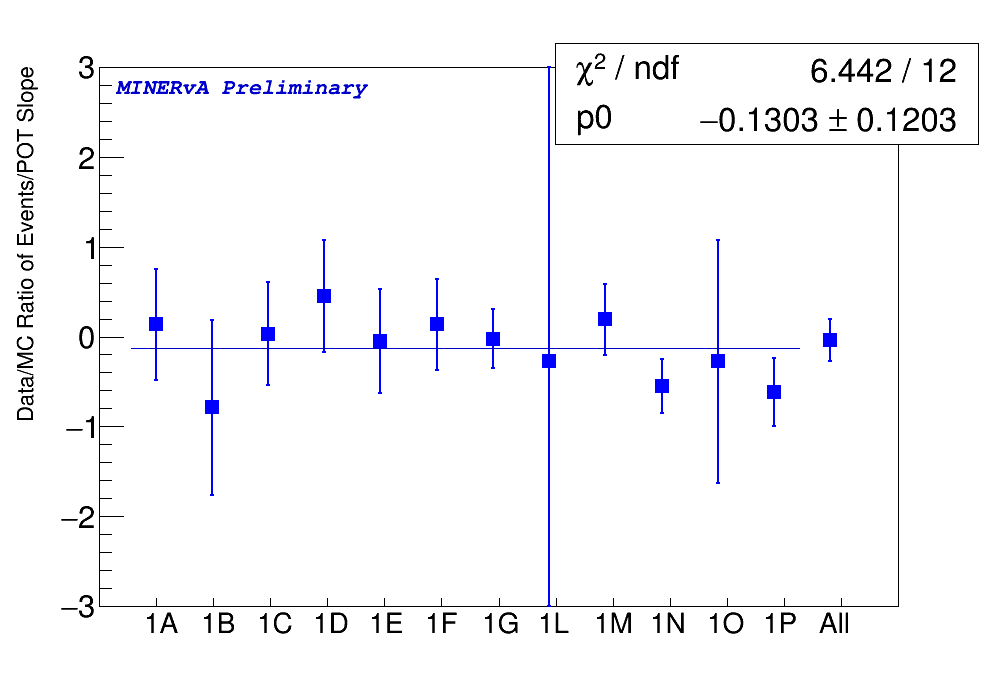 MINERvA Preliminary
χ² / ndf 6.442 / 12
p0 −0.1303 ± 0.1203
Data/MC Ratio of Events/POT Slope
3
2
1
0
−1
−2
−3
1A 1B 1C 1D 1E 1F 1G 1L 1M 1N 1O 1P All